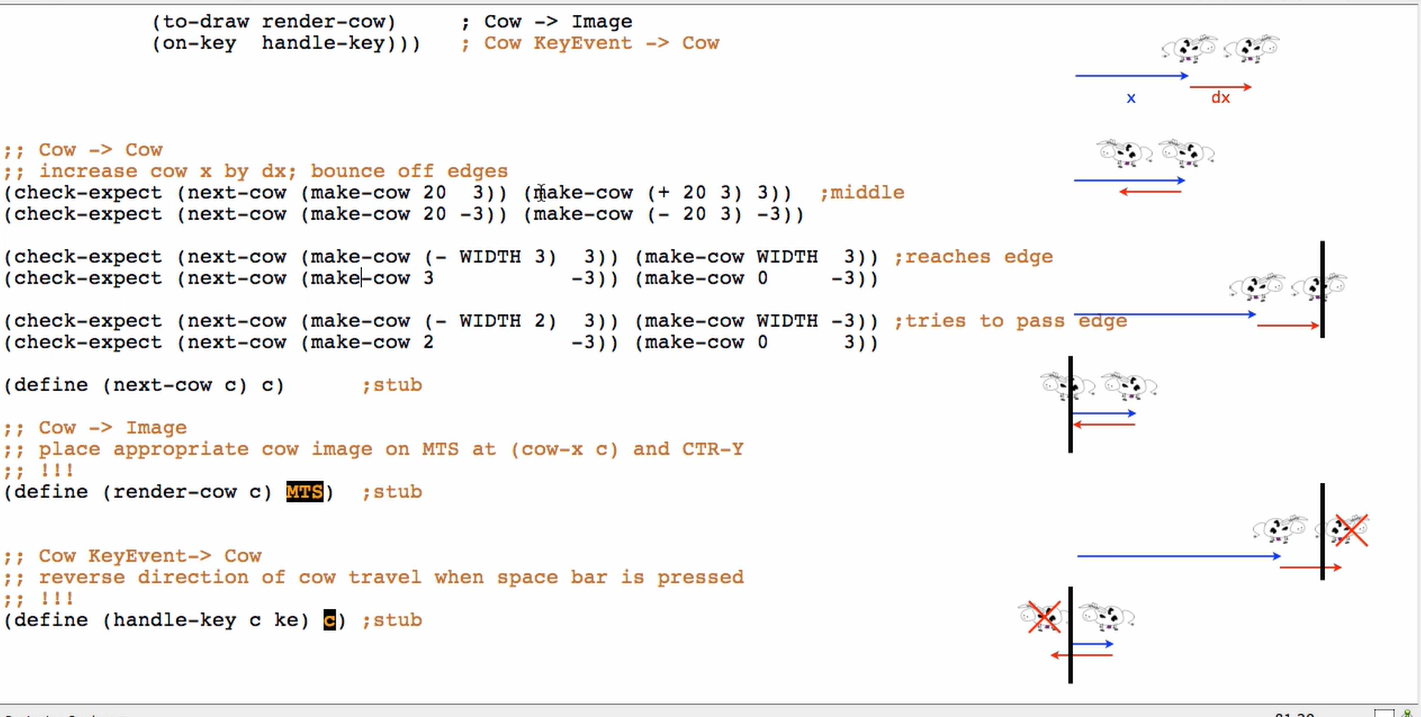 (to-draw render-cow)     ; Cow -> Image
(on-key  handle-key)))   ; Cow KeyEvent -> Cow
x
dx
;; Cow -> Cow
;; increase cow x by dx; bounce off edges
(check-expect (next-cow (make-cow 20  3)) (make-cow (+ 20 3) 3))  ;middle
(check-expect (next-cow (make-cow 20 -3)) (make-cow (- 20 3) -3))
(check-expect (next-cow (make-cow (- WIDTH 3)  3)) (make-cow WIDTH  3)) ;reaches edge
(check-expect (next-cow (make-cow 3           -3)) (make-cow 0     -3))
(check-expect (next-cow (make-cow (- WIDTH 2)  3)) (make-cow WIDTH -3)) ;tries to pass edge
(check-expect (next-cow (make-cow 2           -3)) (make-cow 0      3))
(define (next-cow c) c)      ;stub
;; Cow -> Image
;; place appropriate cow image on MTS at (cow-x c) and CTR-Y
;; !!!
(define (render-cow c) MTS)  ;stub
;; Cow KeyEvent-> Cow
;; reverse direction of cow travel when space bar is pressed
;; !!!
(define (handle-key c ke) c) ;stub